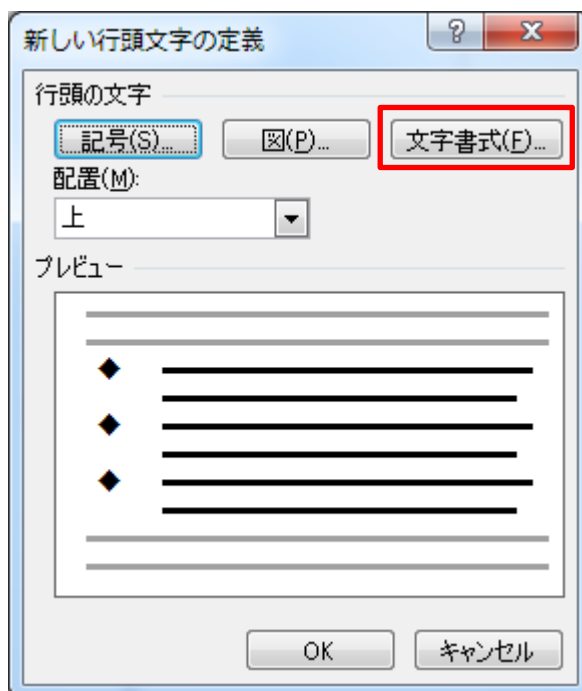 新しい行頭文字の定義
行頭の文字
記号(S)... 図(P)... 文字書式(F)...
配置(M):
上
プレビュー
OK キャンセル